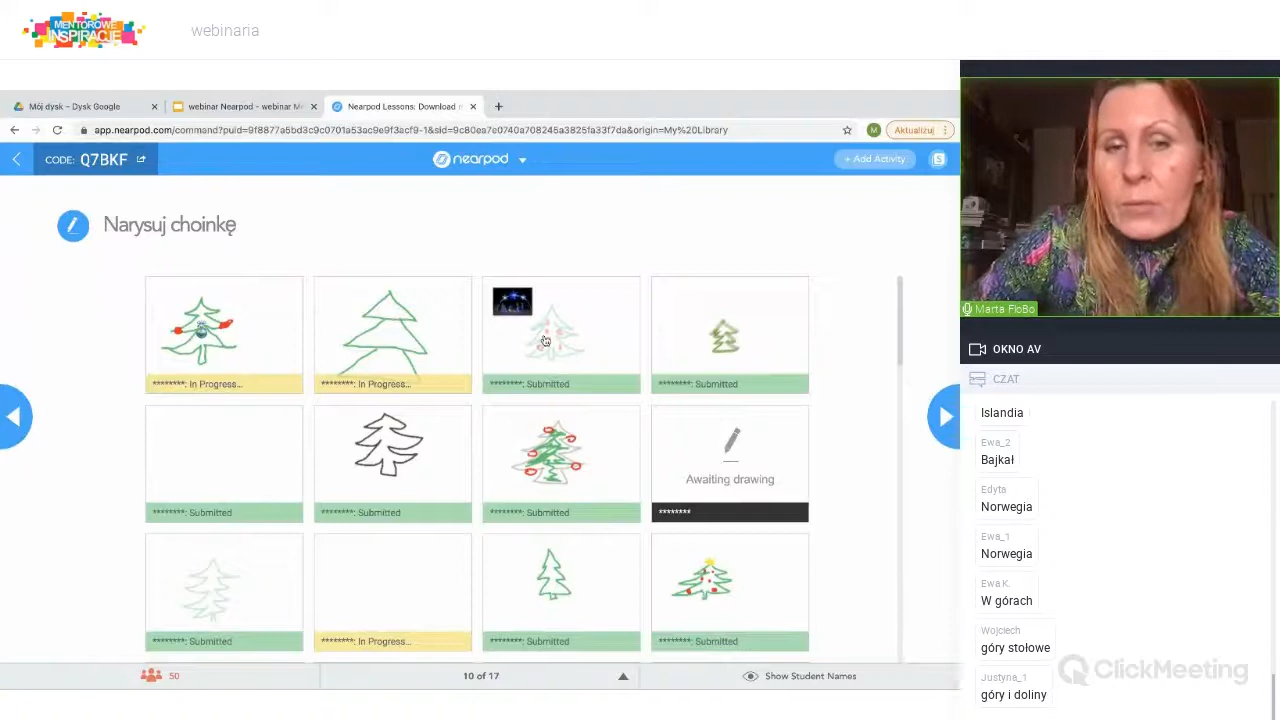 MENTOROWE
INSPIRACJE
webinaria
Mój dysk – Dysk Google
webinar Nearpod - webinar M
Nearpod Lessons: Download
app.nearpod.com/command?puid=9f8877a5bd3c9c0701a53ac9e9f3acf9-1&sid=9c80ea7e0740a708245a3825fa33f7da&origin=My%20Library
M
Aktualizuj
CODE: Q7BKF
nearpod
+ Add Activity
Narysuj choinkę
********: In Progress...
********: In Progress...
********: Submitted
********: Submitted
********: Submitted
********: Submitted
********: Submitted
Awaiting drawing
********
********: Submitted
********: In Progress...
********: Submitted
********: Submitted
50
10 of 17
Show Student Names
Marta FloBo
OKNO AV
CZAT
Islandia
Ewa_2
Bajkał
Edyta
Norwegia
Ewa_1
Norwegia
Ewa K.
W górach
Wojciech
góry stołowe
Justyna_1
góry i doliny
ClickMeeting